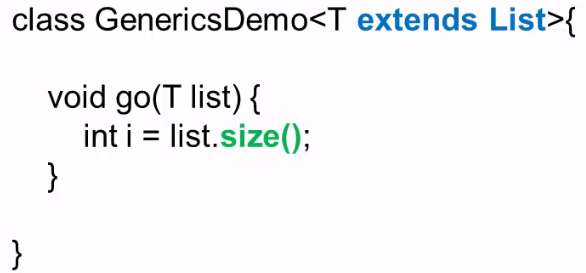 class GenericsDemo<T extends List>{
void go(T list) {
int i = list.size();
}
}